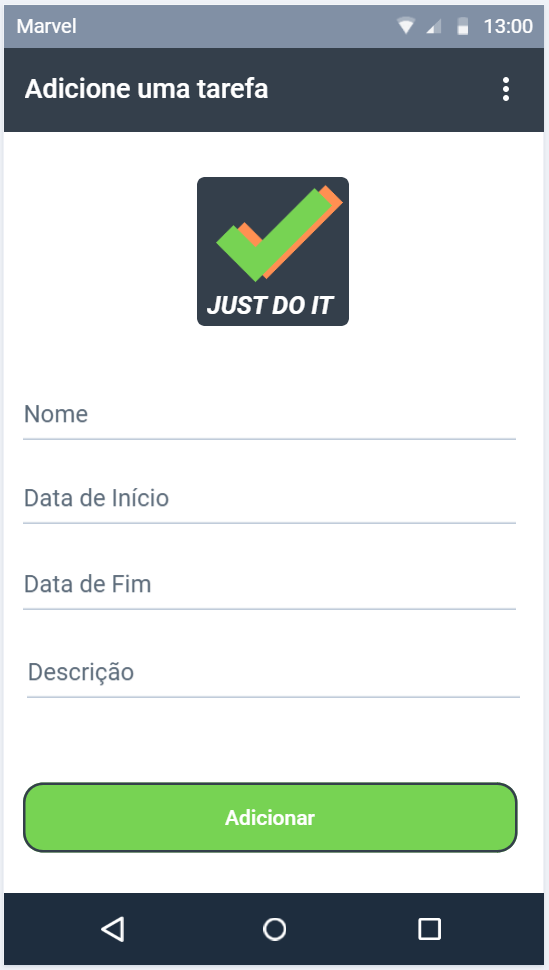 Marvel 13:00
Adicione uma tarefa
JUST DO IT
Nome
Data de Início
Data de Fim
Descrição
Adicionar